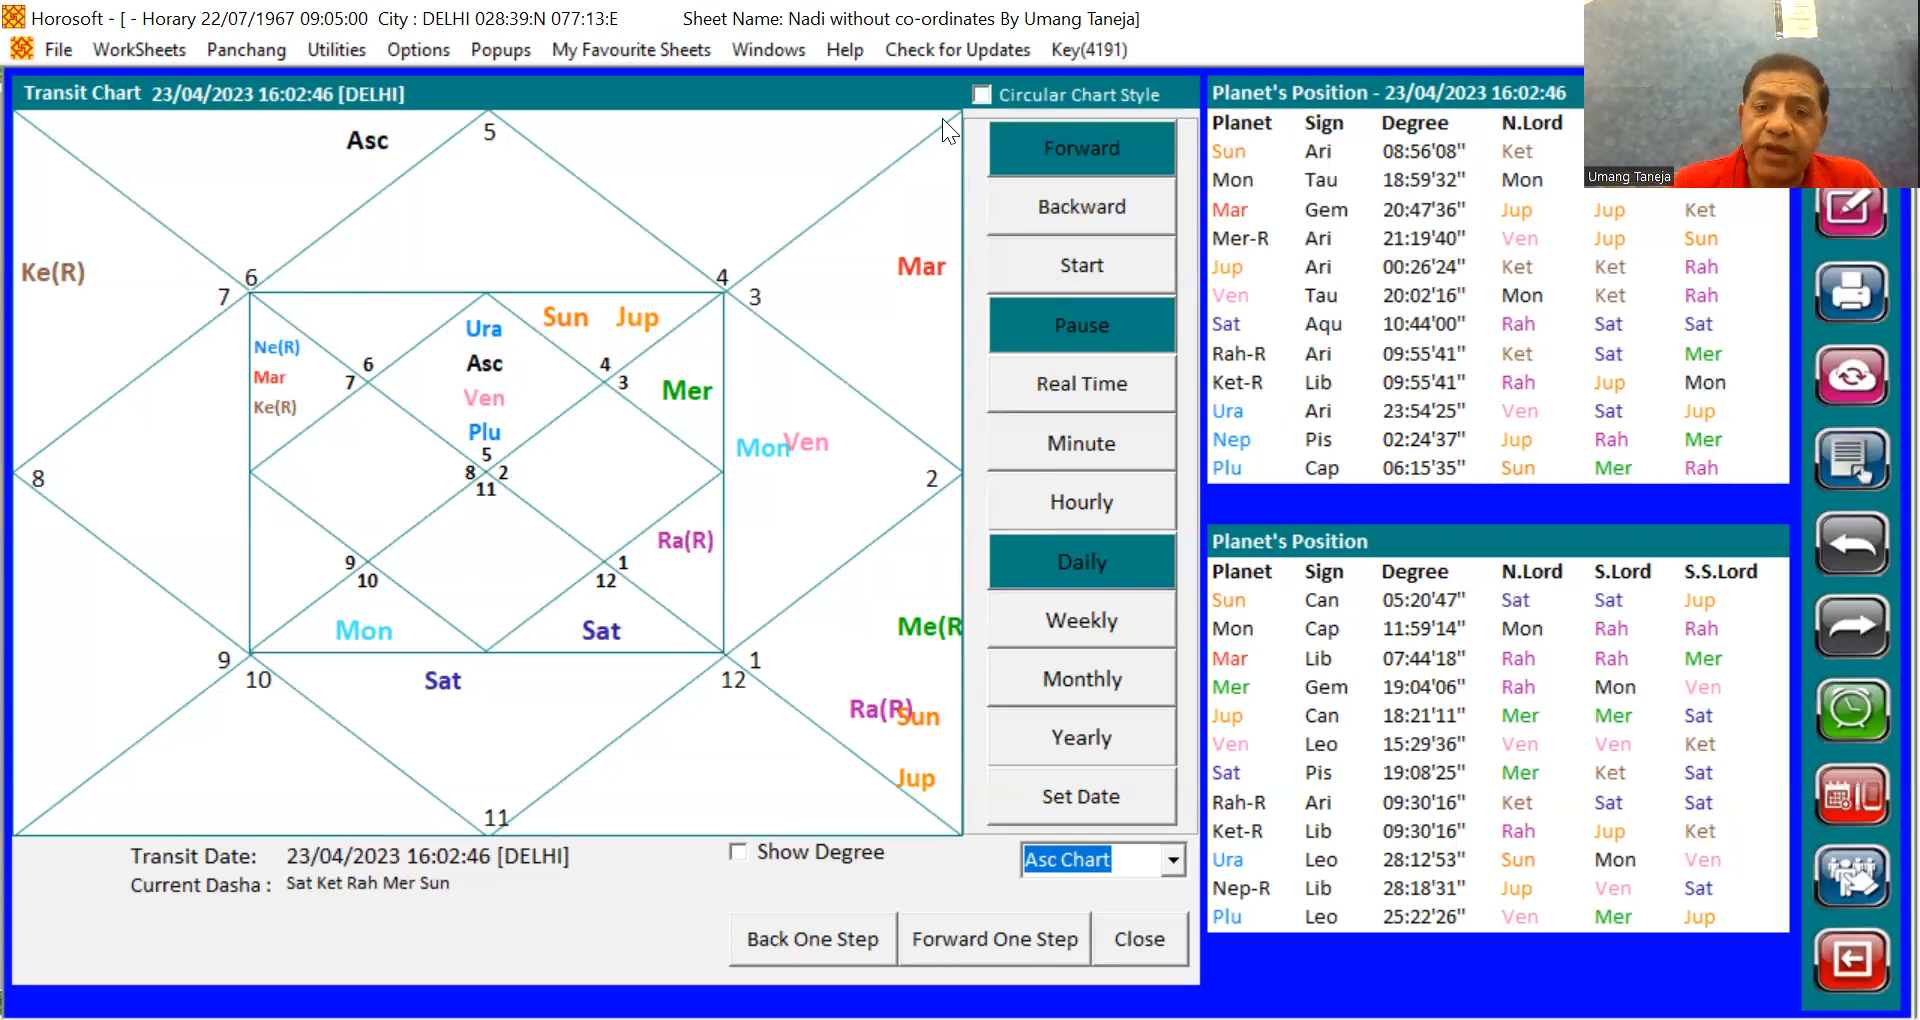 Horosoft - [ - Horary 22/07/1967 09:05:00  City : DELHI 028:39:N 077:13:E          Sheet Name: Nadi without co-ordinates By Umang Taneja]
File  WorkSheets  Panchang  Utilities  Options  Popups  My Favourite Sheets  Windows  Help  Check for Updates  Key(4191)
Transit Chart  23/04/2023 16:02:46 [DELHI]
Circular Chart Style
Asc
5
Ke(R)
6
7
4
3
Mar
Ne(R)
Mar
Ke(R)
6
7
Ura
Asc
Ven
Plu
5
8 2
11
Sun  Jup
4
3
Mer
Mon Ven
8
2
Ra(R)
9
10
1
12
Mon
Sat
Me(R
9
10
Sat
1
12
Ra(R)
Sun
Jup
11
Forward
Backward
Start
Pause
Real Time
Minute
Hourly
Daily
Weekly
Monthly
Yearly
Set Date
Transit Date:  23/04/2023 16:02:46 [DELHI]
Current Dasha :  Sat Ket Rah Mer Sun
Show Degree
Asc Chart
Back One Step  Forward One Step  Close
Planet's Position - 23/04/2023 16:02:46
Planet  Sign  Degree  N.Lord
Sun  Ari  08:56'08"  Ket
Mon  Tau  18:59'32"  Mon
Mar  Gem  20:47'36"  Jup  Jup  Ket
Mer-R  Ari  21:19'40"  Ven  Jup  Sun
Jup  Ari  00:26'24"  Ket  Ket  Rah
Ven  Tau  20:02'16"  Mon  Ket  Rah
Sat  Aqu  10:44'00"  Rah  Sat  Sat
Rah-R  Ari  09:55'41"  Ket  Sat  Mer
Ket-R  Lib  09:55'41"  Rah  Jup  Mon
Ura  Ari  23:54'25"  Ven  Sat  Jup
Nep  Pis  02:24'37"  Jup  Rah  Mer
Plu  Cap  06:15'35"  Sun  Mer  Rah
Planet's Position
Planet  Sign  Degree  N.Lord  S.Lord  S.S.Lord
Sun  Can  05:20'47"  Sat  Sat  Jup
Mon  Cap  11:59'14"  Mon  Rah  Rah
Mar  Lib  07:44'18"  Rah  Rah  Mer
Mer  Gem  19:04'06"  Rah  Mon  Ven
Jup  Can  18:21'11"  Mer  Mer  Sat
Ven  Leo  15:29'36"  Ven  Ven  Ket
Sat  Pis  19:08'25"  Mer  Ket  Sat
Rah-R  Ari  09:30'16"  Ket  Sat  Sat
Ket-R  Lib  09:30'16"  Rah  Jup  Ket
Ura  Leo  28:12'53"  Sun  Mon  Ven
Nep-R  Lib  28:18'31"  Jup  Ven  Sat
Plu  Leo  25:22'26"  Ven  Mer  Jup
Umang Taneja